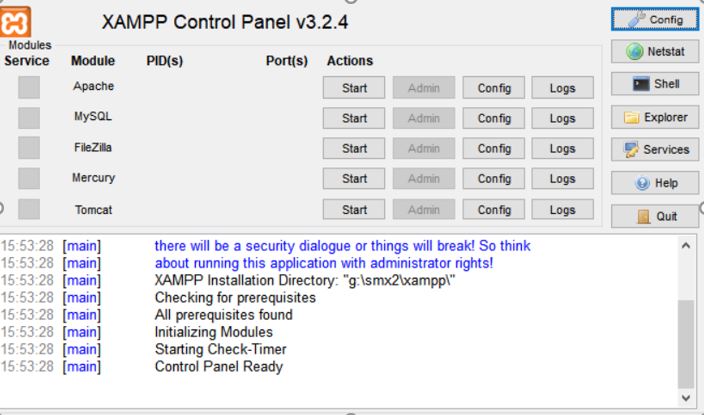 XAMPP Control Panel v3.2.4
Config
Modules
Service Module PID(s) Port(s) Actions
Netstat
Apache Start Admin Config Logs
Shell
MySQL Start Admin Config Logs
Explorer
FileZilla Start Admin Config Logs
Services
Mercury Start Admin Config Logs
Help
Tomcat Start Admin Config Logs
Quit
15:53:28 [main] there will be a security dialogue or things will break! So think
15:53:28 [main] about running this application with administrator rights!
15:53:28 [main] XAMPP Installation Directory: "g:\smx2\xampp\"
15:53:28 [main] Checking for prerequisites
15:53:28 [main] All prerequisites found
15:53:28 [main] Initializing Modules
15:53:28 [main] Starting Check-Timer
15:53:28 [main] Control Panel Ready